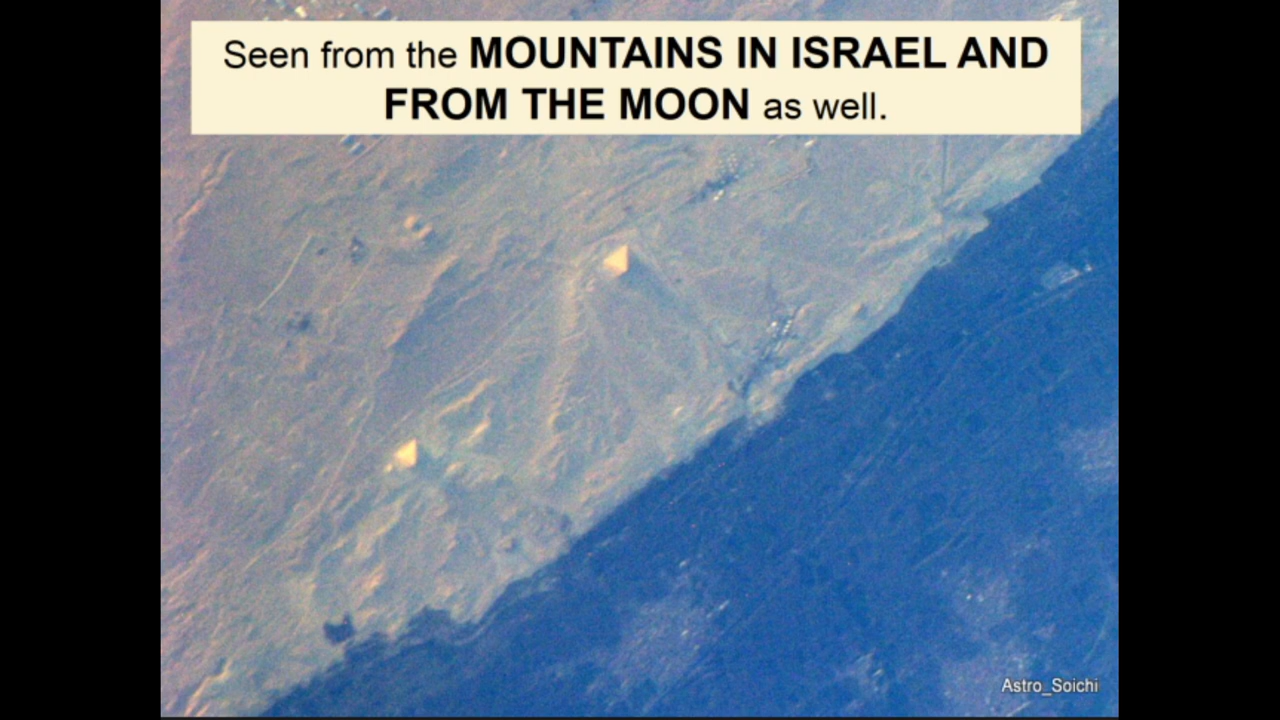 Seen from the MOUNTAINS IN ISRAEL AND
FROM THE MOON as well.
Astro_Soichi